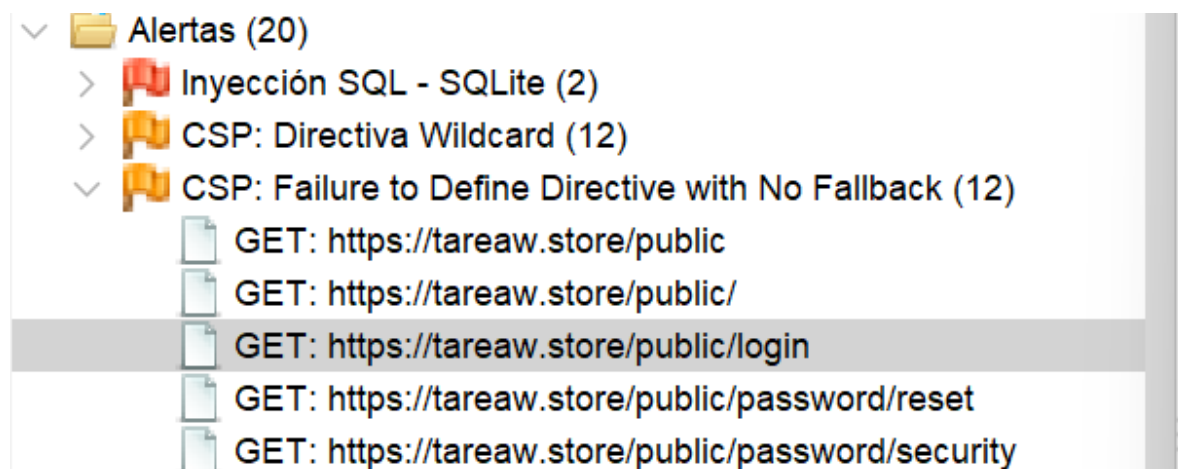 Alertas (20)
Inyección SQL - SQLite (2)
CSP: Directiva Wildcard (12)
CSP: Failure to Define Directive with No Fallback (12)
GET: https://tareaw.store/public
GET: https://tareaw.store/public/
GET: https://tareaw.store/public/login
GET: https://tareaw.store/public/password/reset
GET: https://tareaw.store/public/password/security